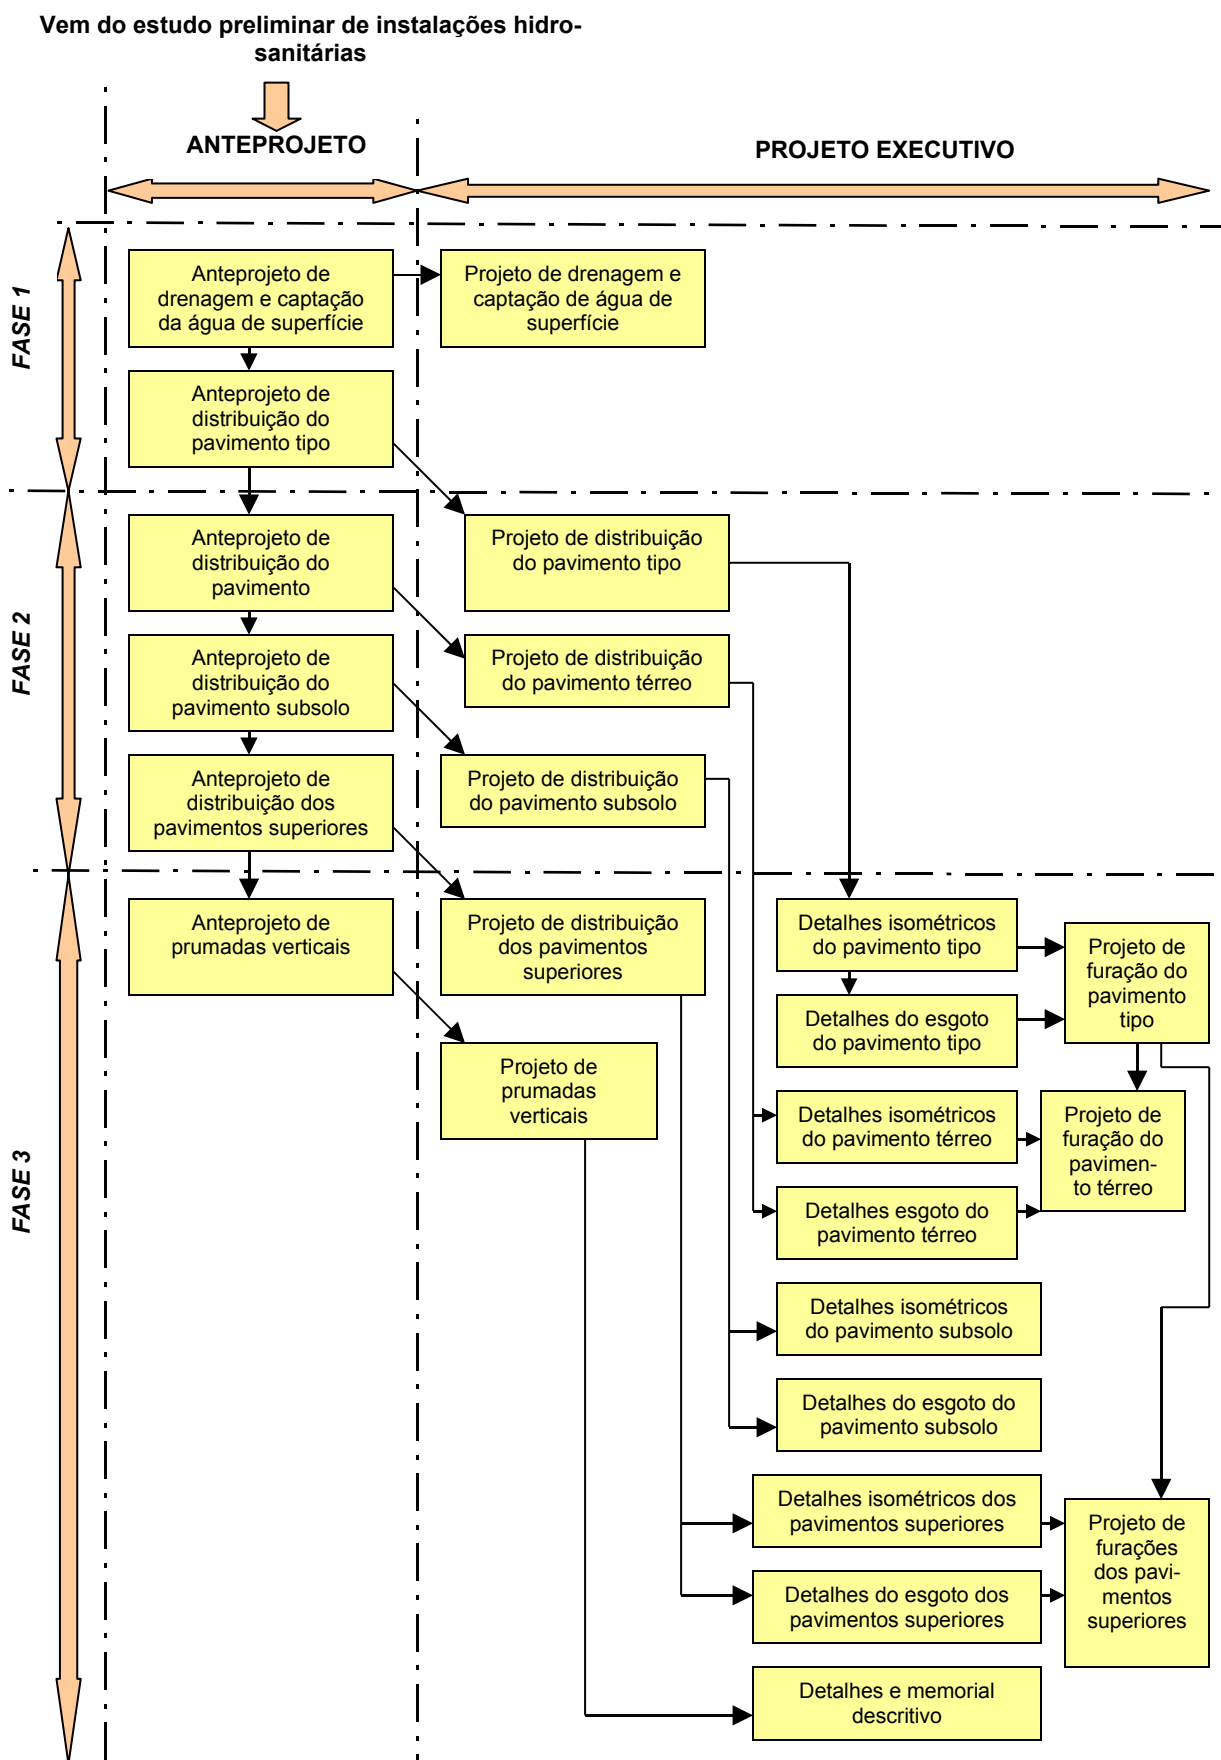 Vem do estudo preliminar de instalações hidro-
sanitárias
ANTEPROJETO
PROJETO EXECUTIVO
FASE 1
Anteprojeto de
drenagem e captação
da água de superfície
Projeto de drenagem e
captação de água de
superfície
Anteprojeto de
distribuição do
pavimento tipo
FASE 2
Anteprojeto de
distribuição do
pavimento
Projeto de distribuição
do pavimento tipo
Anteprojeto de
distribuição do
pavimento subsolo
Projeto de distribuição
do pavimento térreo
Anteprojeto de
distribuição dos
pavimentos superiores
Projeto de distribuição
do pavimento subsolo
FASE 3
Anteprojeto de
prumadas verticais
Projeto de distribuição
dos pavimentos
superiores
Detalhes isométricos
do pavimento tipo
Projeto de
furação do
pavimento
tipo
Detalhes do esgoto
do pavimento tipo
Projeto de
prumadas
verticais
Detalhes isométricos
do pavimento térreo
Projeto de
furação do
pavimen-
to térreo
Detalhes esgoto do
pavimento térreo
Detalhes isométricos
do pavimento subsolo
Detalhes do esgoto do
pavimento subsolo
Detalhes isométricos dos
pavimentos superiores
Projeto de
furações
dos pavi-
mentos
superiores
Detalhes do esgoto dos
pavimentos superiores
Detalhes e memorial
descritivo